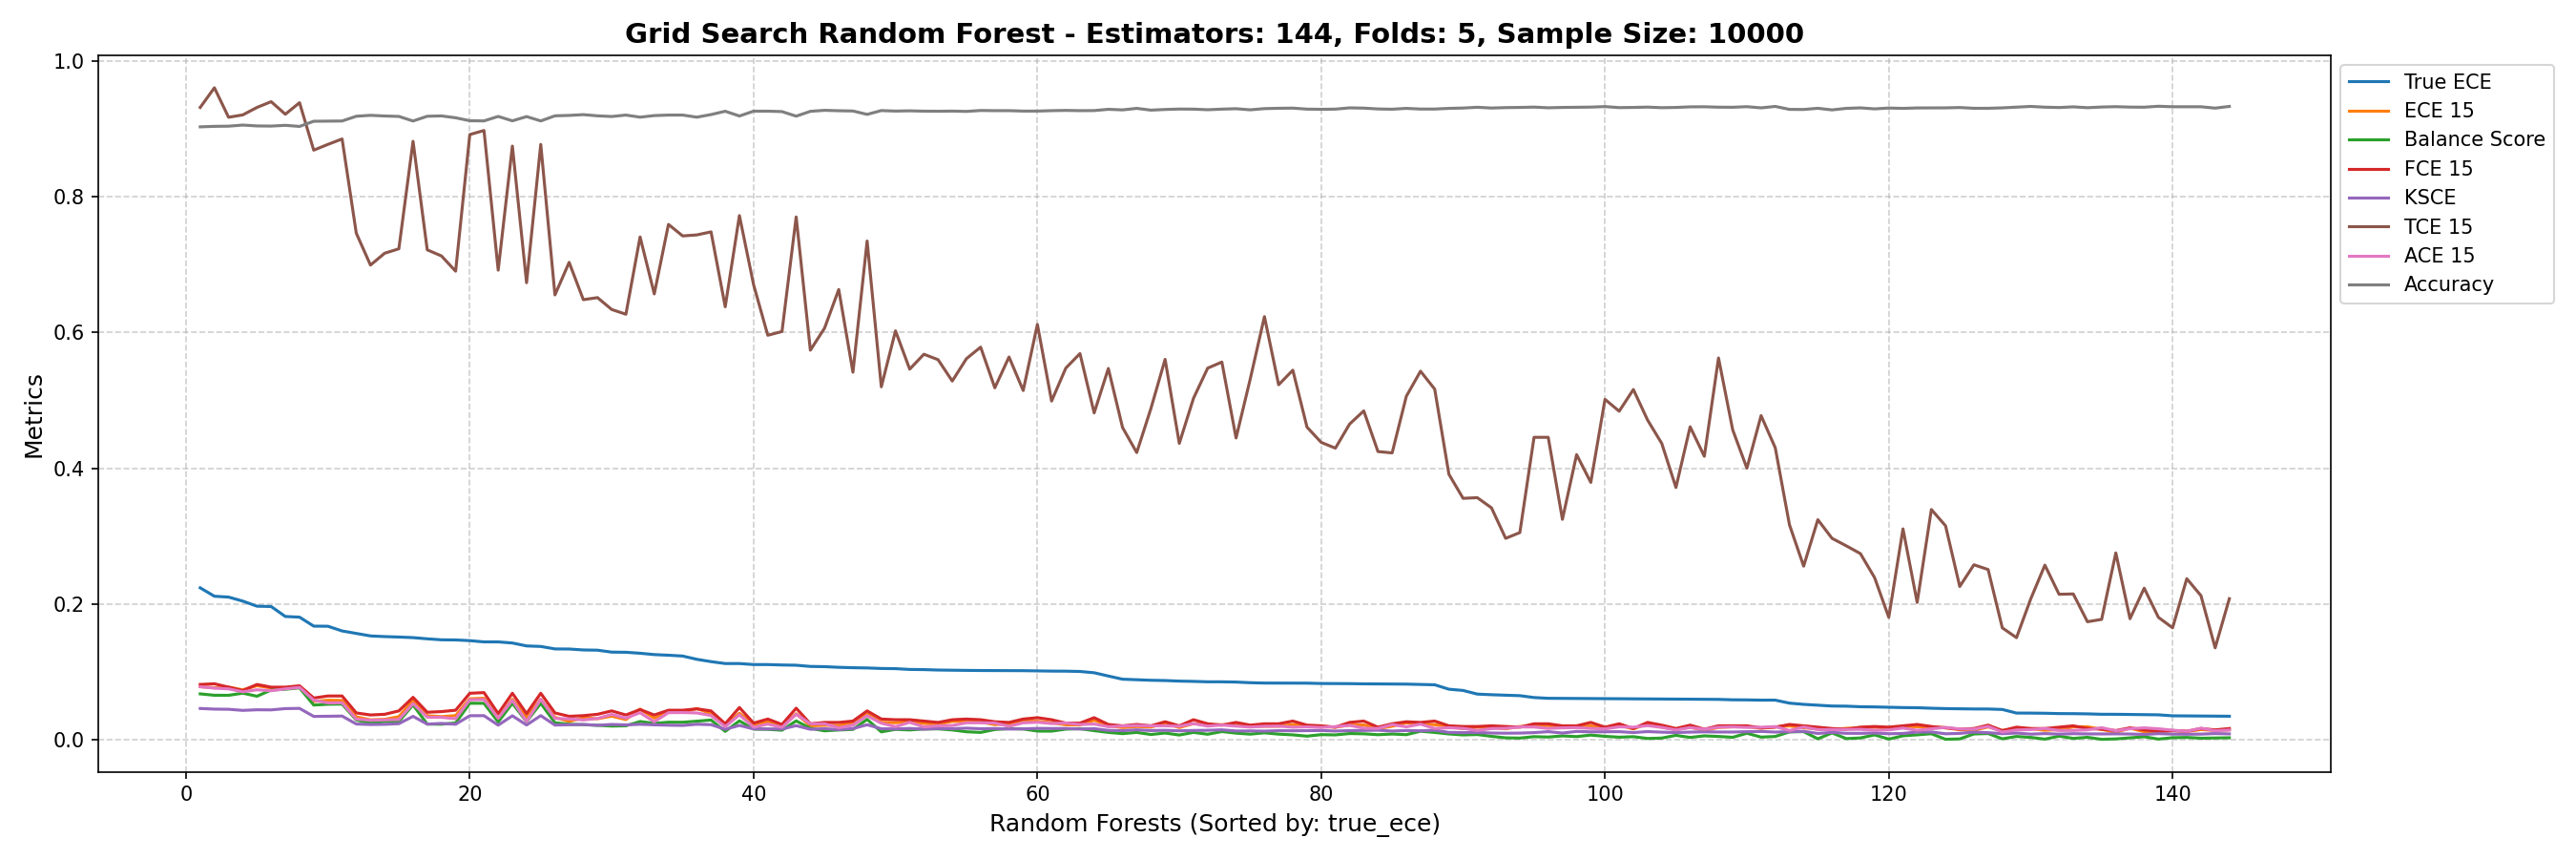 Grid Search Random Forest - Estimators: 144, Folds: 5, Sample Size: 10000
Metrics
1.0
0.8
0.6
0.4
0.2
0.0
0 20 40 60 80 100 120 140
Random Forests (Sorted by: true_ece)
True ECE
ECE 15
Balance Score
FCE 15
KSCE
TCE 15
ACE 15
Accuracy